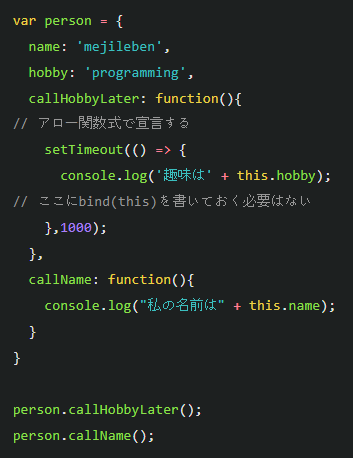 var person = {
  name: 'mejileben',
  hobby: 'programming',
  callHobbyLater: function(){
// アロー関数式で宣言する
    setTimeout(() => {
      console.log('趣味は' + this.hobby);
// ここにbind(this)を書いておく必要はない
    },1000);
  },
  callName: function(){
    console.log("私の名前は" + this.name);
  }
}

person.callHobbyLater();
person.callName();